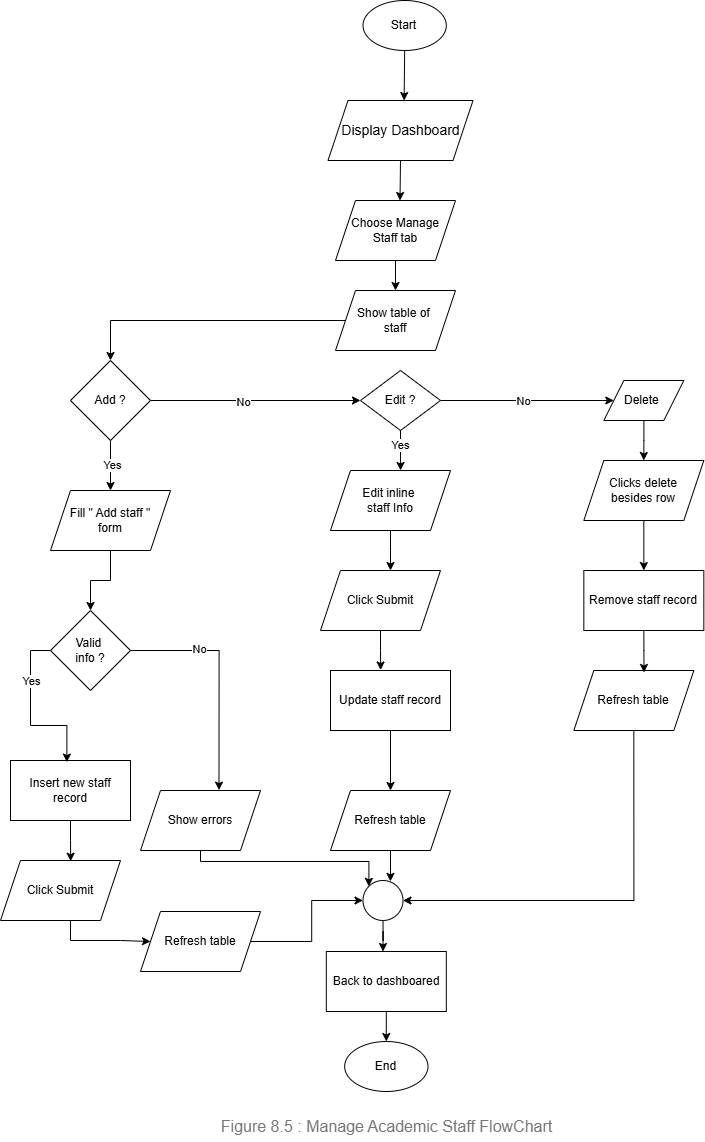 Start
Display Dashboard
Choose Manage
Staff tab
Show table of
staff
Add ?
No
Edit ?
No
Delete
Yes
Yes
Fill " Add staff "
form
Edit inline
staff Info
Clicks delete
besides row
Valid
info ?
No
Yes
Click Submit
Remove staff record
Update staff record
Refresh table
Insert new staff
record
Show errors
Refresh table
Click Submit
Refresh table
Back to dashboared
End
Figure 8.5 : Manage Academic Staff FlowChart